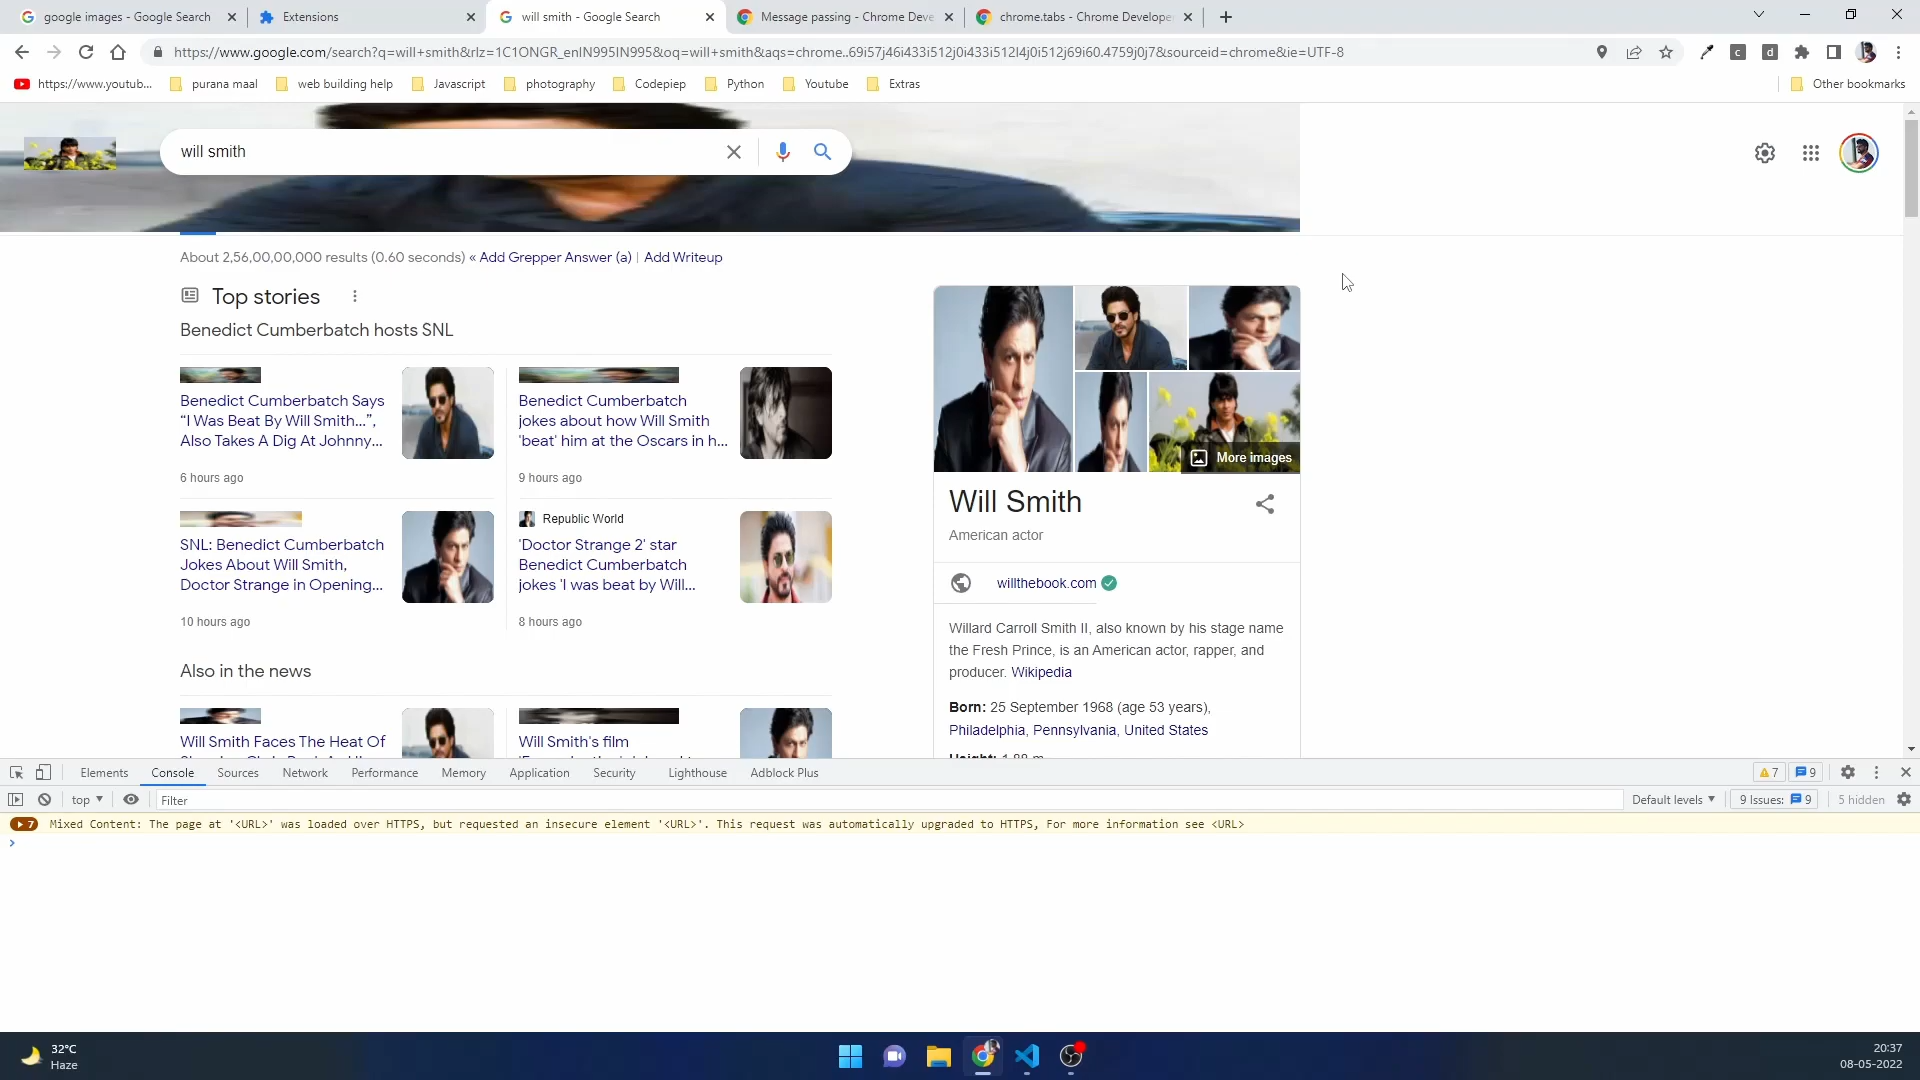 google images - Google Search
Extensions
will smith - Google Search
Message passing - Chrome Deve
chrome.tabs - Chrome Develope
https://www.google.com/search?q=will+smith&rlz=1C1ONGR_enIN995IN995&oq=will+smith&aqs=chrome..69i57j46i433i512j0i433i512l4j0i512j69i60.4759j0j7&sourceid=chrome&ie=UTF-8
c
d
https://www.youtub...
purana maal
web building help
Javascript
photography
Codepiep
Python
Youtube
Extras
Other bookmarks
will smith
About 2,56,00,00,000 results (0.60 seconds) « Add Grepper Answer (a) | Add Writeup
Top stories
Benedict Cumberbatch hosts SNL
Benedict Cumberbatch Says
“I Was Beat By Will Smith...”,
Also Takes A Dig At Johnny...
6 hours ago
Benedict Cumberbatch
jokes about how Will Smith
'beat' him at the Oscars in h...
9 hours ago
SNL: Benedict Cumberbatch
Jokes About Will Smith,
Doctor Strange in Opening...
10 hours ago
Republic World
'Doctor Strange 2' star
Benedict Cumberbatch
jokes 'I was beat by Will...
8 hours ago
Also in the news
Will Smith Faces The Heat Of
Will Smith's film
More images
Will Smith
American actor
willthebook.com
Willard Carroll Smith II, also known by his stage name
the Fresh Prince, is an American actor, rapper, and
producer. Wikipedia
Born: 25 September 1968 (age 53 years),
Philadelphia, Pennsylvania, United States
Height: 1.88 m
Elements
Console
Sources
Network
Performance
Memory
Application
Security
Lighthouse
Adblock Plus
7
9
top
Filter
Default levels
9 Issues: 9
5 hidden
7 Mixed Content: The page at '<URL>' was loaded over HTTPS, but requested an insecure element '<URL>'. This request was automatically upgraded to HTTPS, For more information see <URL>
32°C
Haze
20:37
08-05-2022